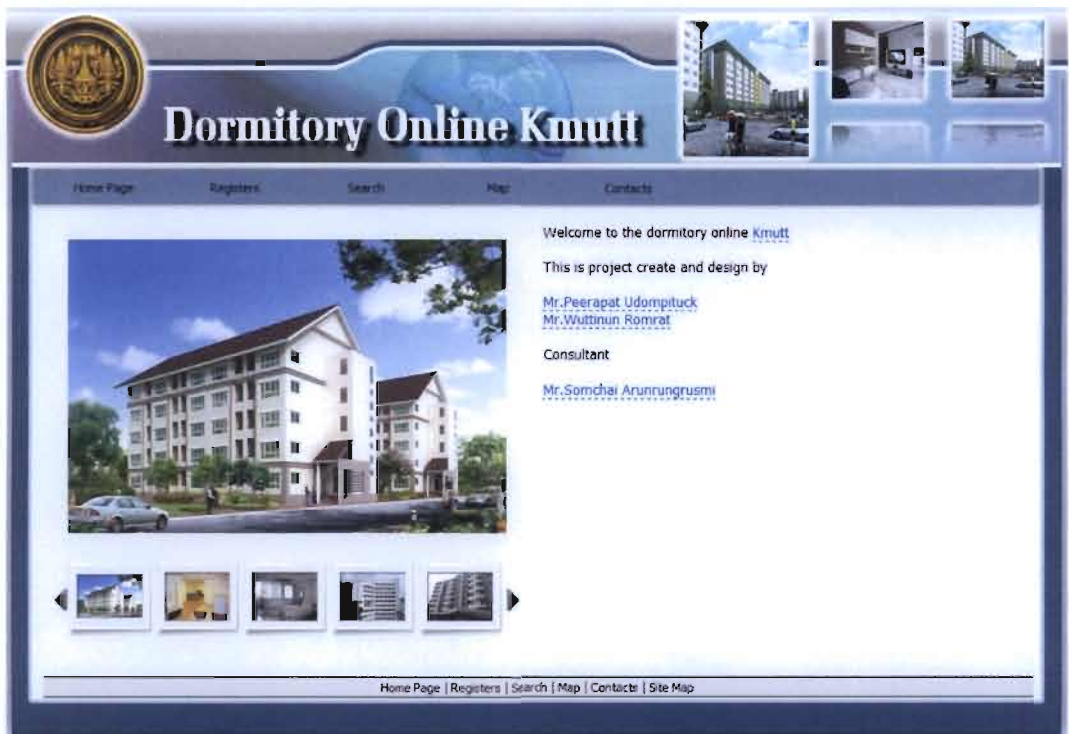 Dormitory Online Kmutt
Home Page Registers Search Map Contacts
Welcome to the dormitory online Kmutt
This is project create and design by
Mr.Peerapat Udompituck
Mr.Wuttinun Romrat
Consultant
Mr.Somchai Arunrungrusmi
Home Page | Registers | Search | Map | Contacts | Site Map